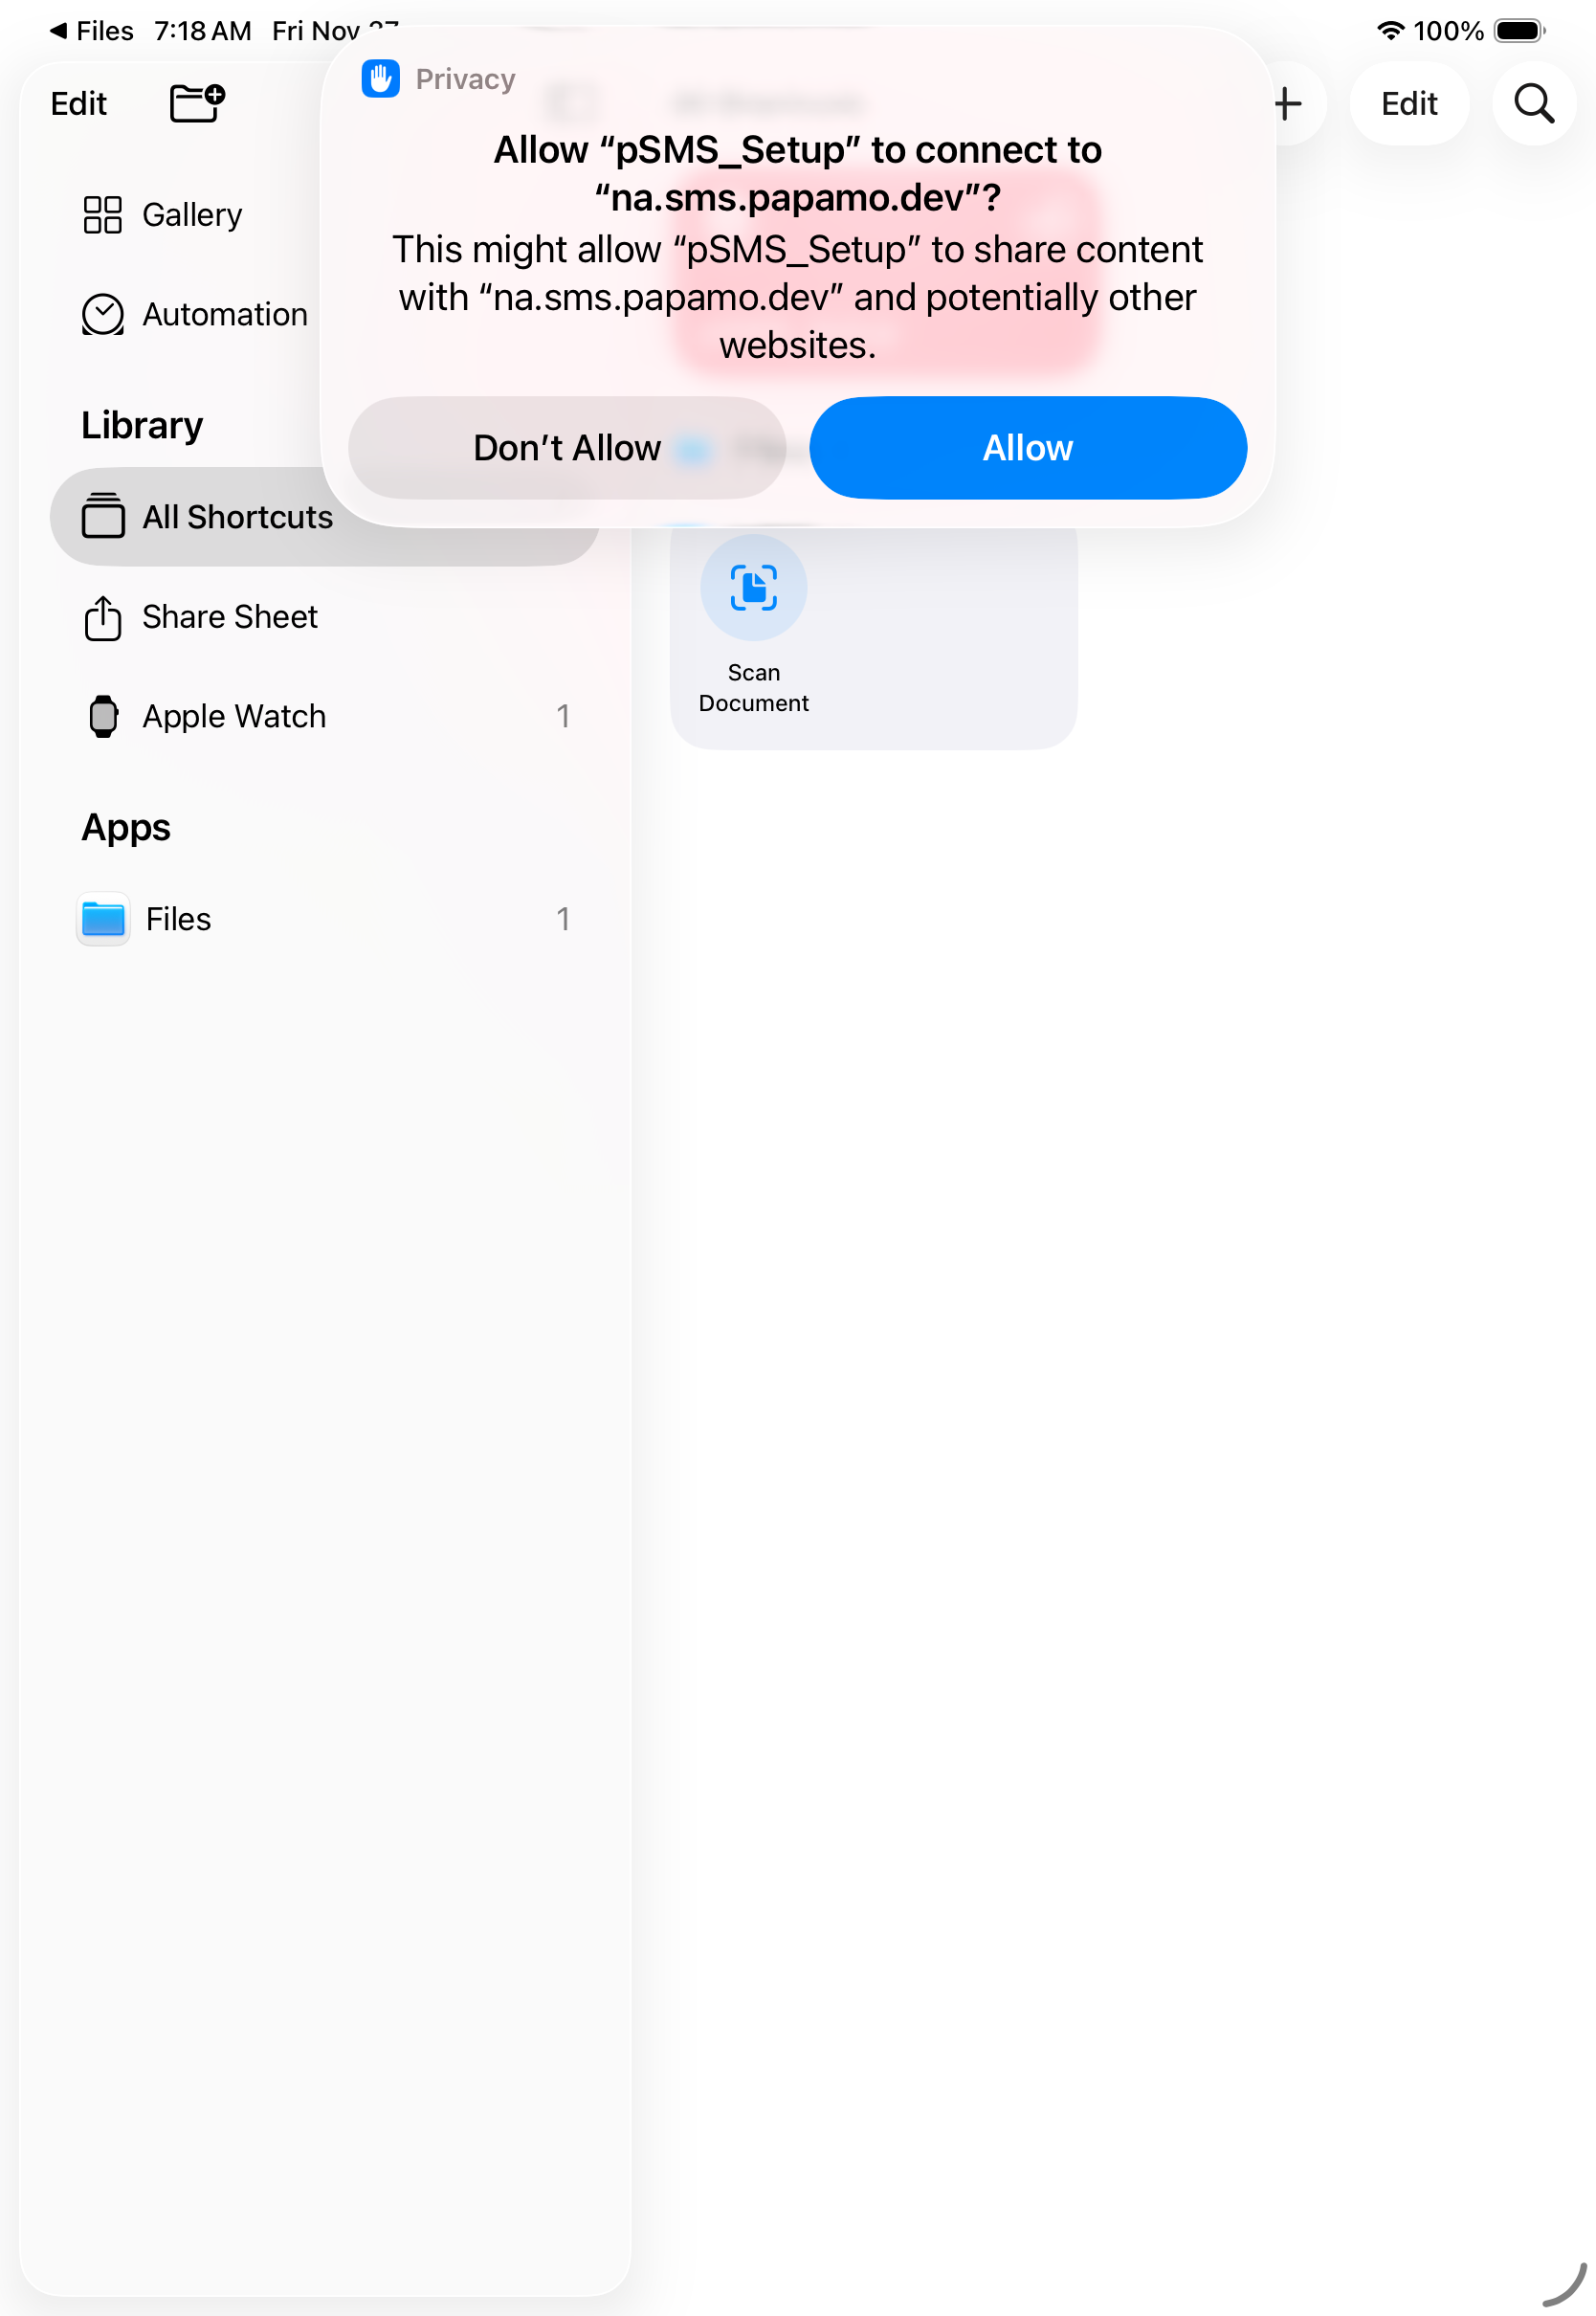 Files 7:18 AM Fri Nov
100%
Edit
Edit
Privacy
Allow “pSMS_Setup” to connect to
“na.sms.papamo.dev”?
This might allow “pSMS_Setup” to share content
with “na.sms.papamo.dev” and potentially other
websites.
Don’t Allow
Allow
Gallery
Automation
Library
All Shortcuts
Share Sheet
Apple Watch 1
Apps
Files 1
Scan
Document